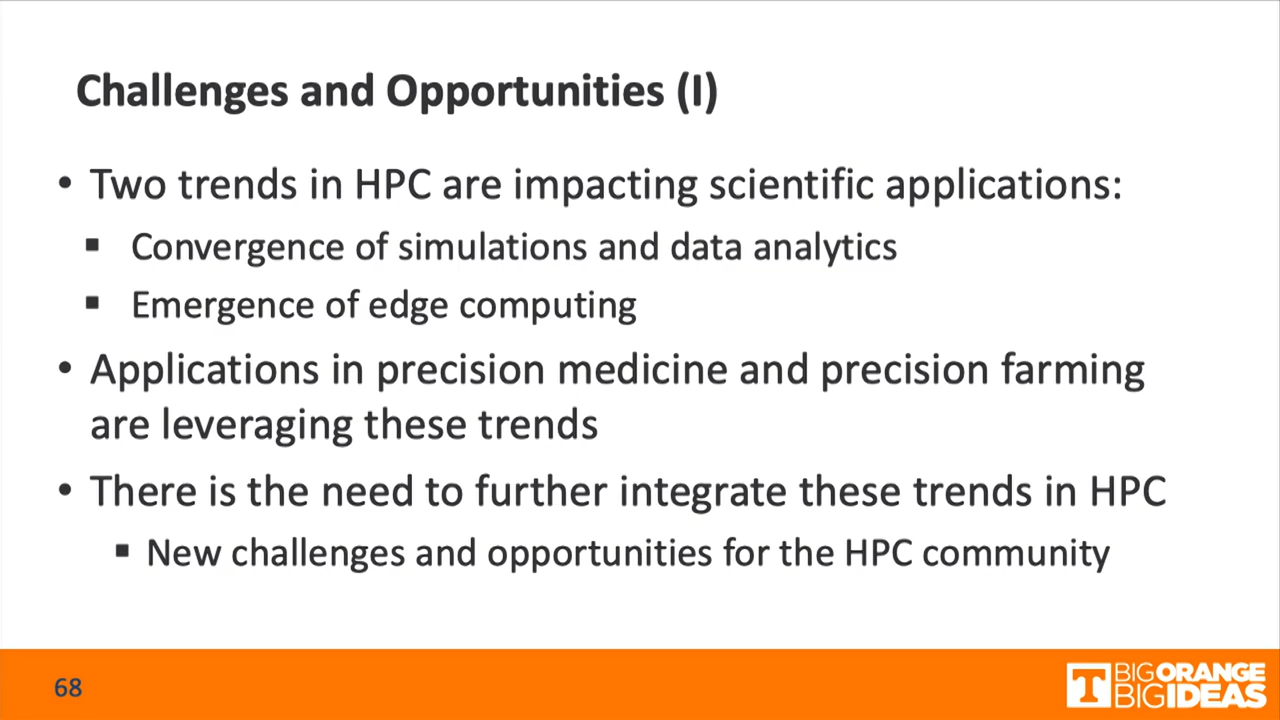 Challenges and Opportunities (I)
• Two trends in HPC are impacting scientific applications:
▪ Convergence of simulations and data analytics
▪ Emergence of edge computing
• Applications in precision medicine and precision farming
are leveraging these trends
• There is the need to further integrate these trends in HPC
▪ New challenges and opportunities for the HPC community
68
T
BIG ORANGE
BIG IDEAS